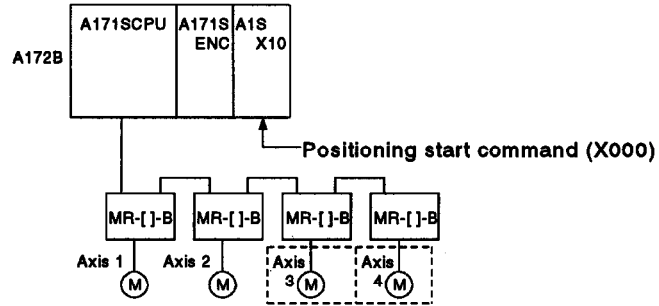 A172B
A171SCPU
A171S
ENC
A1S
X10
Positioning start command (X000)
MR-[ ]-B
MR-[ ]-B
MR-[ ]-B
MR-[ ]-B
Axis 1
M
Axis 2
M
Axis
3
M
Axis
4
M